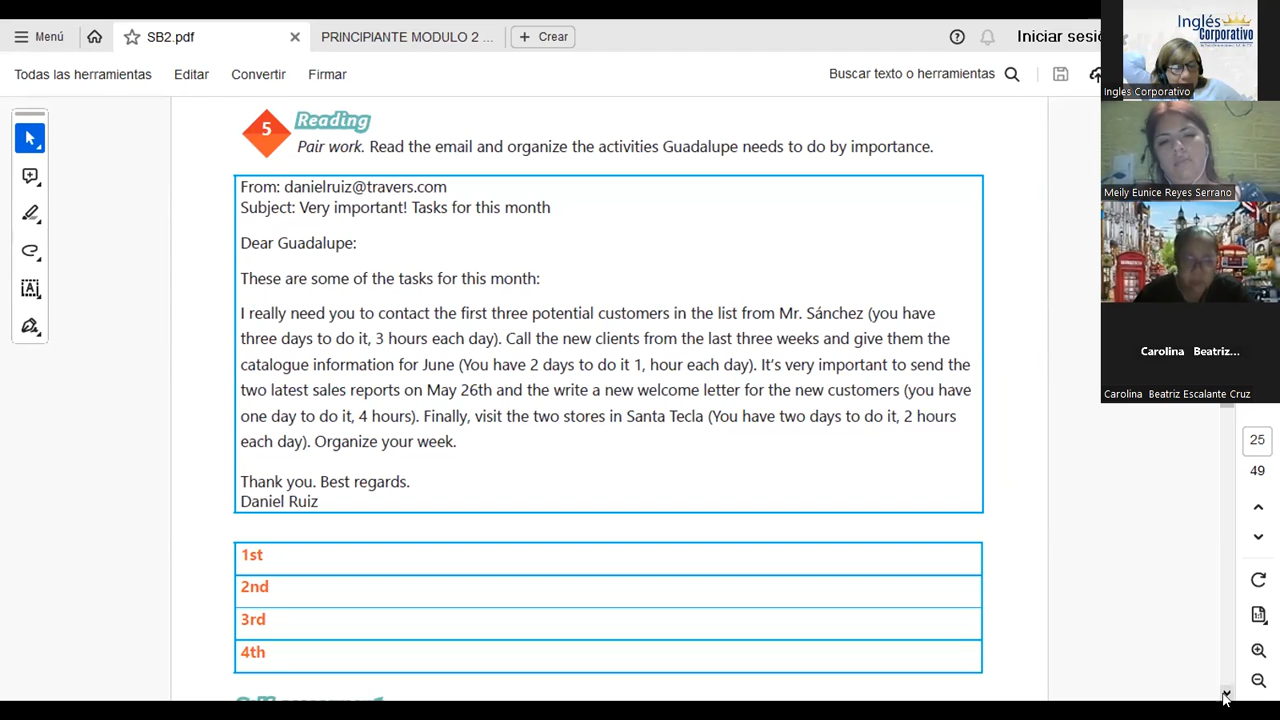 Menú
SB2.pdf
PRINCIPIANTE MODULO 2 ...
Crear
Iniciar sesi
Todas las herramientas
Editar
Convertir
Firmar
Buscar texto o herramientas
5
Reading
Pair work. Read the email and organize the activities Guadalupe needs to do by importance.
From: danielruiz@travers.com
Subject: Very important! Tasks for this month
Dear Guadalupe:
These are some of the tasks for this month:
I really need you to contact the first three potential customers in the list from Mr. Sánchez (you have
three days to do it, 3 hours each day). Call the new clients from the last three weeks and give them the
catalogue information for June (You have 2 days to do it 1, hour each day). It's very important to send the
two latest sales reports on May 26th and the write a new welcome letter for the new customers (you have
one day to do it, 4 hours). Finally, visit the two stores in Santa Tecla (You have two days to do it, 2 hours
each day). Organize your week.
Thank you. Best regards.
Daniel Ruiz
1st
2nd
3rd
4th
Inglés
Corporativo
Ingles Corporativo
Meily Eunice Reyes Serrano
Carolina Beatriz...
Carolina Beatriz Escalante Cruz
25
49
1:1